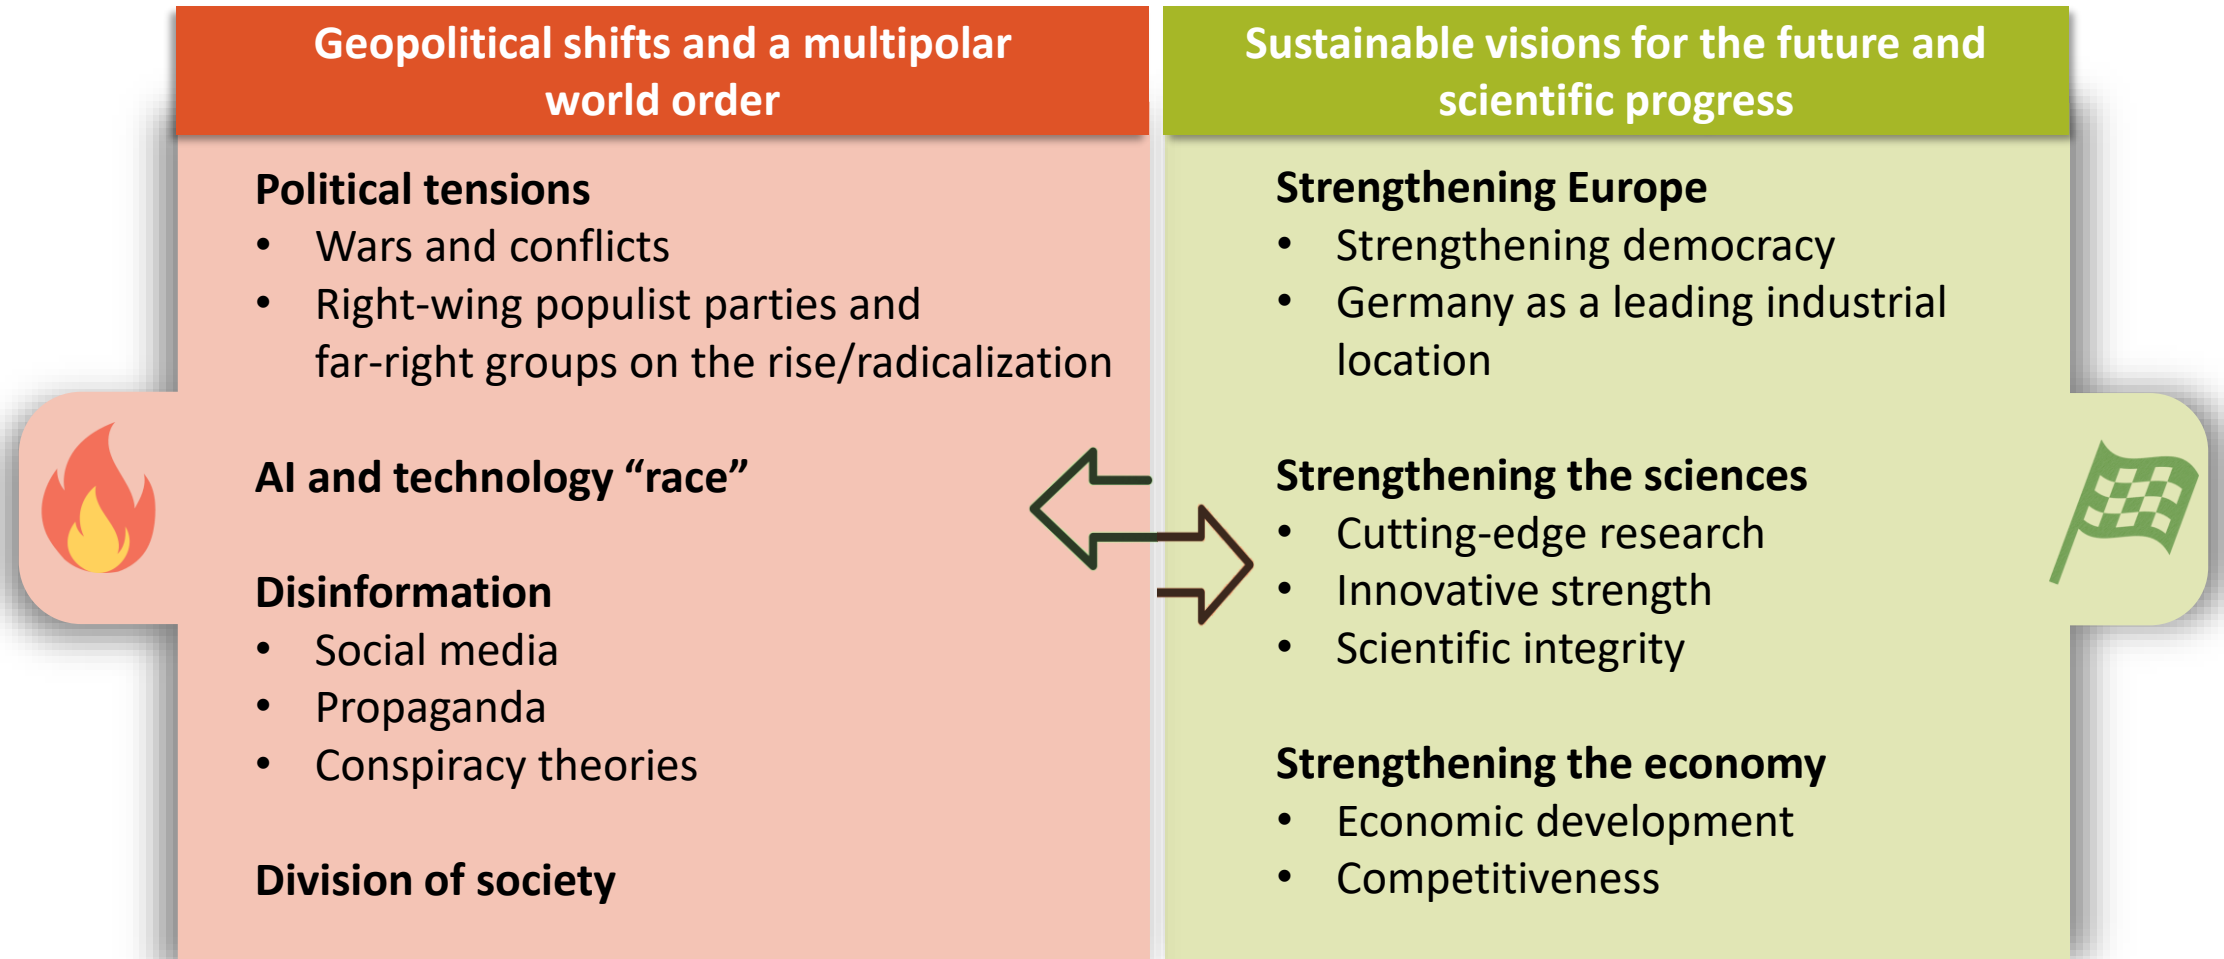 Geopolitical shifts and a multipolar
world order
Political tensions
• Wars and conflicts
• Right-wing populist parties and
far-right groups on the rise/radicalization
AI and technology “race”
Disinformation
• Social media
• Propaganda
• Conspiracy theories
Division of society
Sustainable visions for the future and
scientific progress
Strengthening Europe
• Strengthening democracy
• Germany as a leading industrial
location
Strengthening the sciences
• Cutting-edge research
• Innovative strength
• Scientific integrity
Strengthening the economy
• Economic development
• Competitiveness